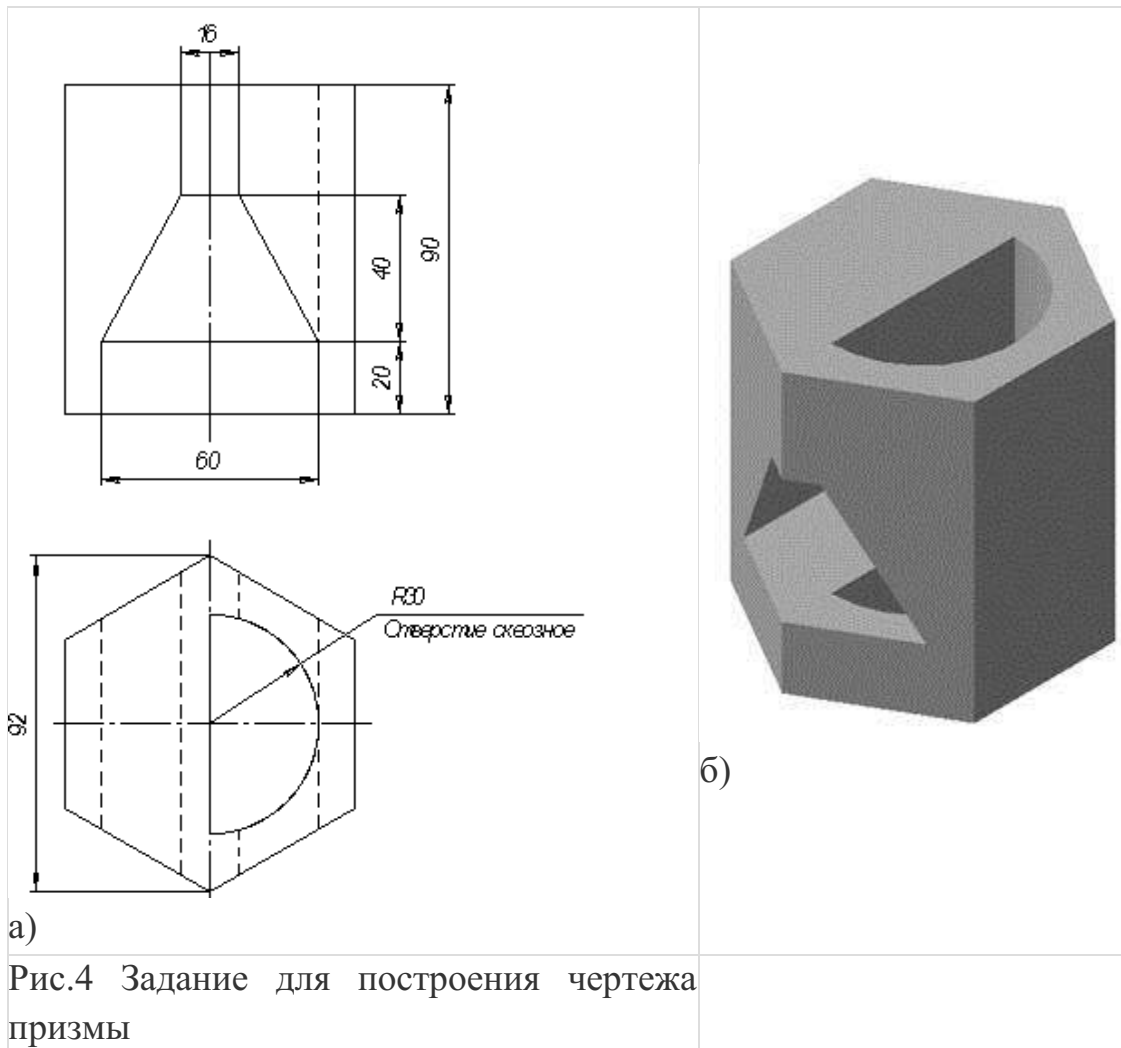 16
40
90
20
60
R30
Отверстие сквозное
92
а)
б)
Рис.4 Задание для построения чертежа
призмы